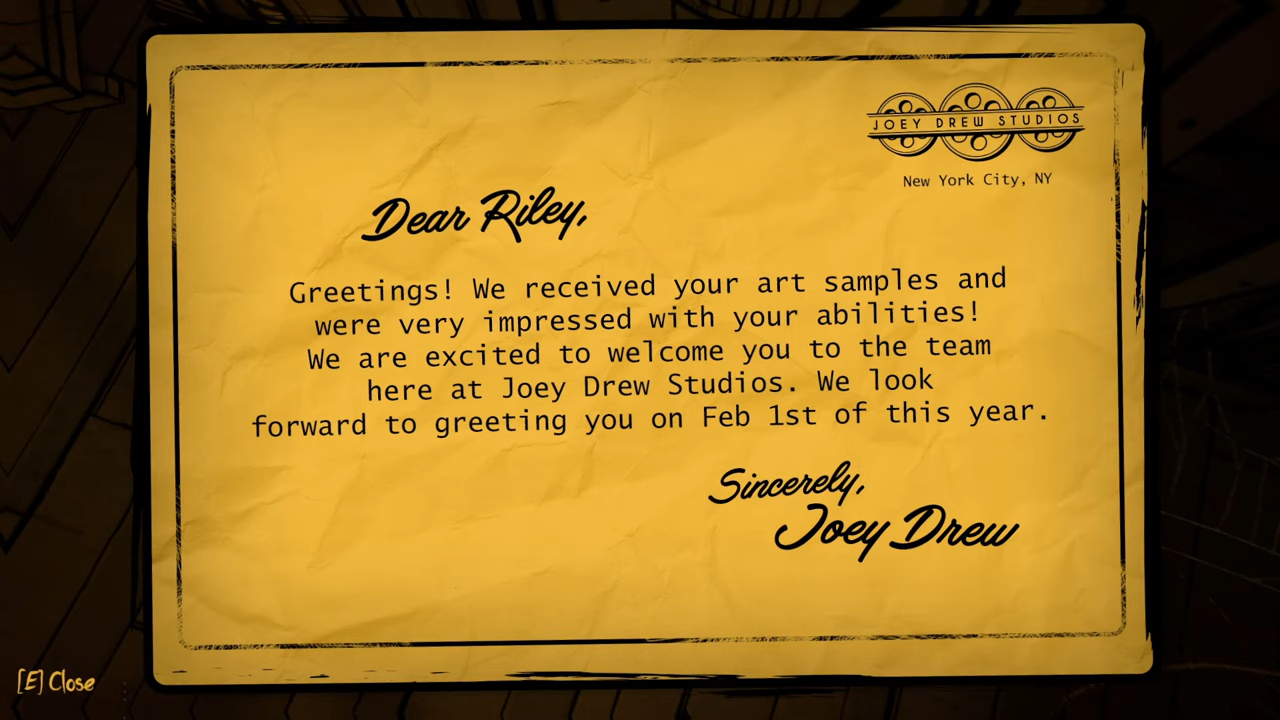 JOEY DREW STUDIOS
New York City, NY
Dear Riley,
Greetings! We received your art samples and
were very impressed with your abilities!
We are excited to welcome you to the team
here at Joey Drew Studios. We look
forward to greeting you on Feb 1st of this year.
Sincerely,
Joey Drew
[E] Close